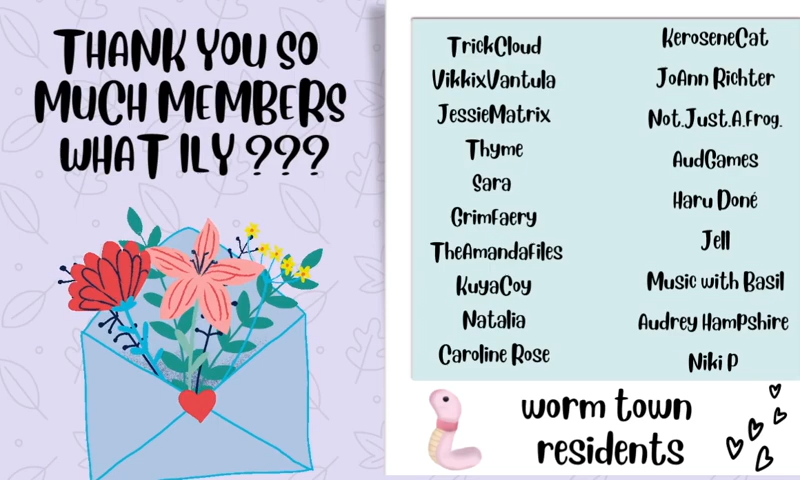 THANK YOU SO
MUCH MEMBERS
WHAT ILY ???
TrickCloud
VikkixVantula
JessieMatrix
Thyme
Sara
Grimfaery
TheAmandaFiles
KuyaCoy
Natalia
Caroline Rose
KeroseneCat
JoAnn Richter
Not.Just.A.Frog.
AudGames
Haru Doné
Jell
Music with Basil
Audrey Hampshire
Niki P
worm town
residents